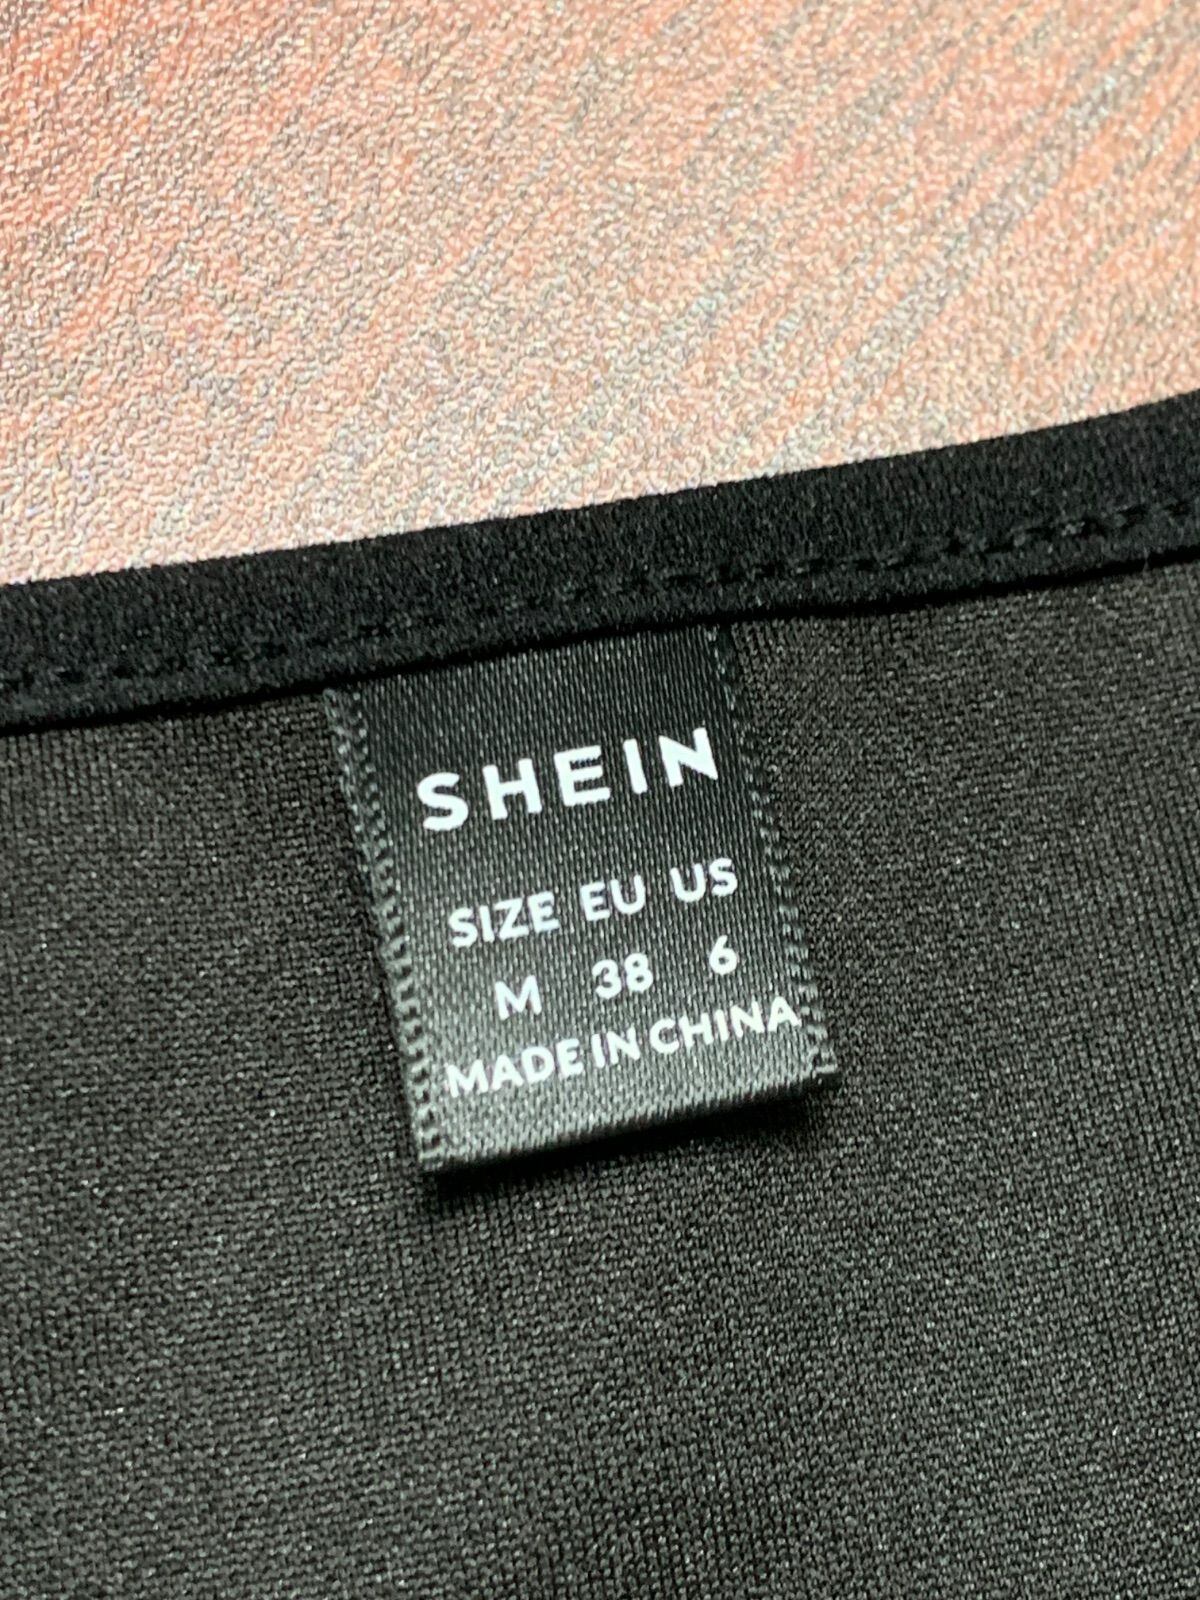 SHEIN
SIZE EU US
M 38 6
MADE IN CHINA